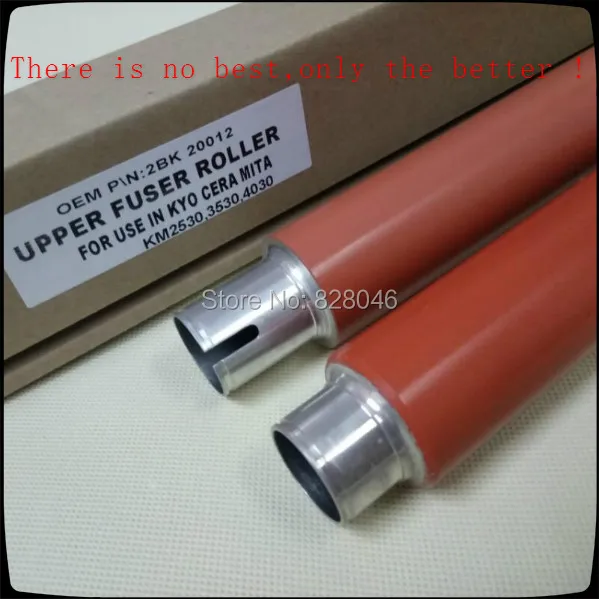 There is no best,only the better !
OEM P\N:2BK 20012
UPPER FUSER ROLLER
FOR USE IN KYO CERA MITA
KM2530,3530,4030
Store No: 828046